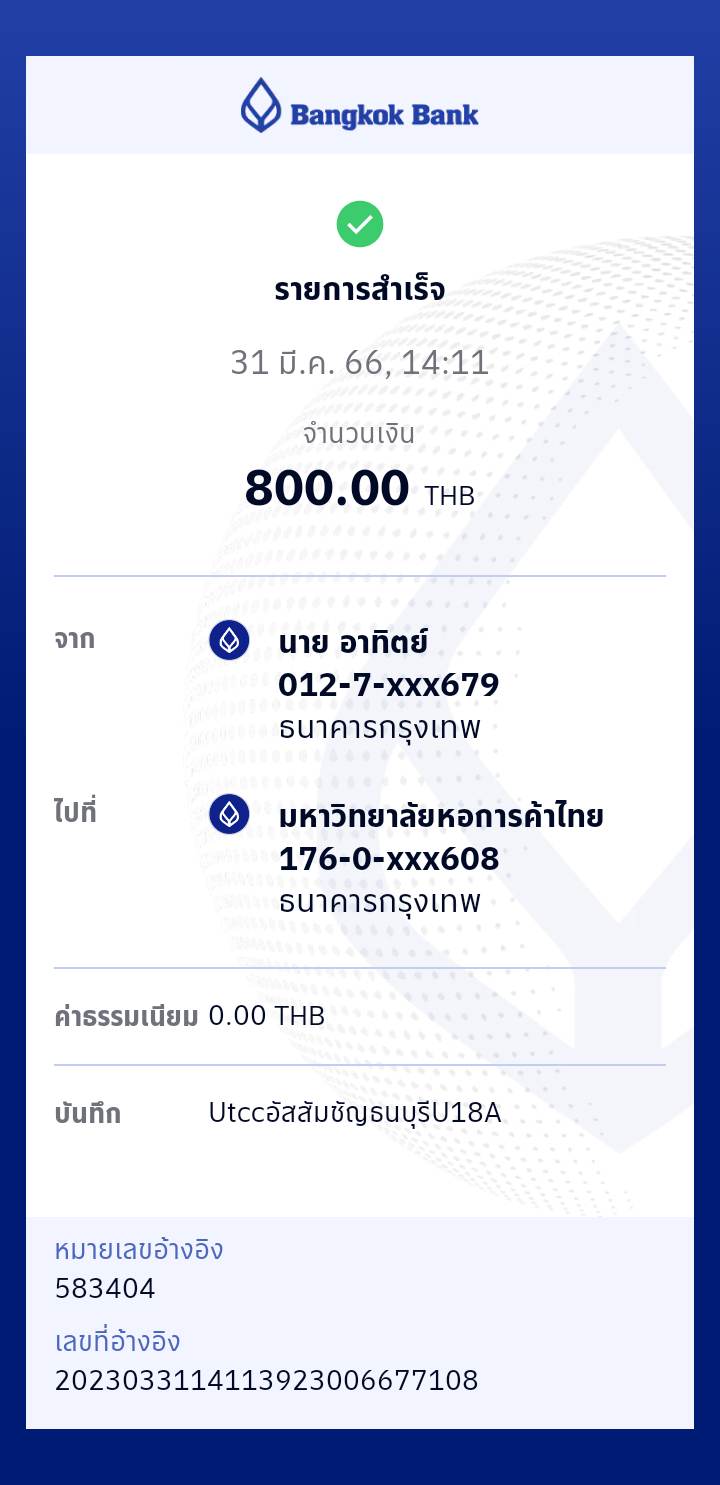 Bangkok Bank
รายการสำเร็จ
31 มี.ค. 66, 14:11
จำนวนเงิน
800.00 THB
จาก
นาย อาทิตย์
012-7-xxx679
ธนาคารกรุงเทพ
ไปที่
มหาวิทยาลัยหอการค้าไทย
176-0-xxx608
ธนาคารกรุงเทพ
ค่าธรรมเนียม 0.00 THB
บันทึก UtccอัสสัมชัญธนบุรีU18A
หมายเลขอ้างอิง
583404
เลขที่อ้างอิง
2023033114113923006677108